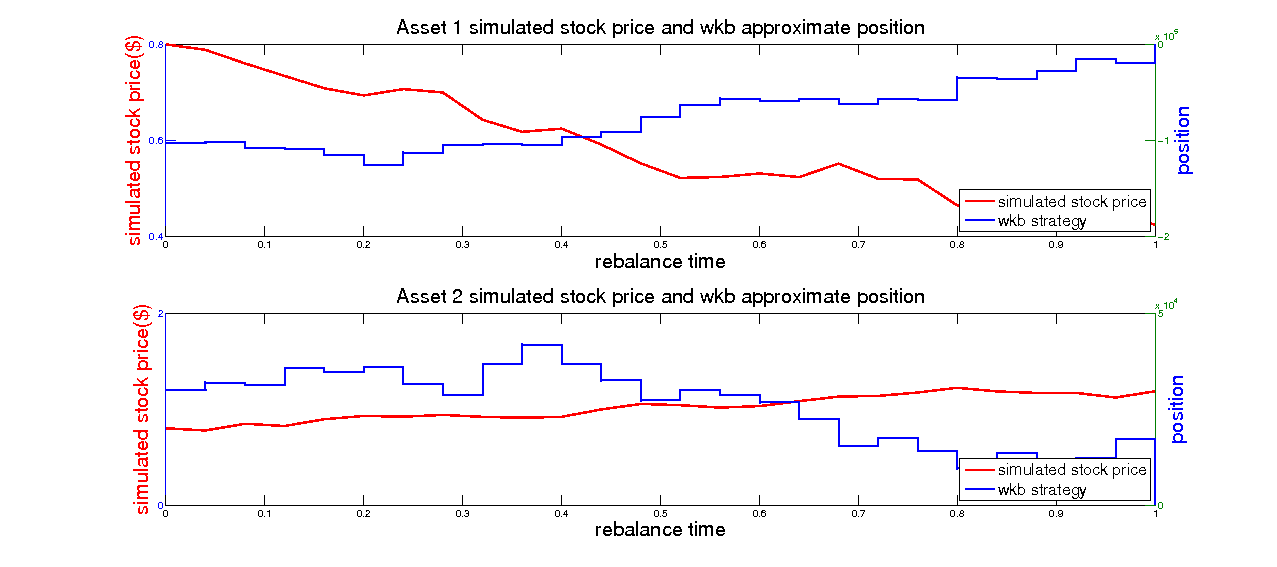 Asset 1 simulated stock price and wkb approximate position
x 10^5
simulated stock price($)
0.8
0.6
0.4
0
-1
-2
position
simulated stock price
wkb strategy
0 0.1 0.2 0.3 0.4 0.5 0.6 0.7 0.8 0.9 1
rebalance time
Asset 2 simulated stock price and wkb approximate position
x 10^4
simulated stock price($)
2
0
5
0
position
simulated stock price
wkb strategy
0 0.1 0.2 0.3 0.4 0.5 0.6 0.7 0.8 0.9 1
rebalance time